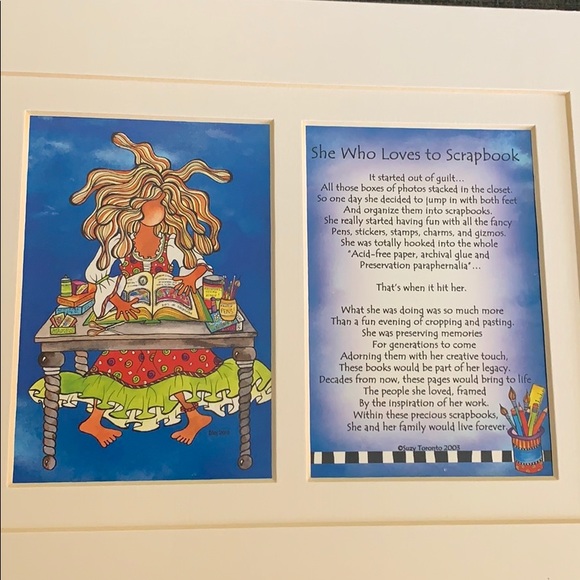 She Who Loves to Scrapbook
It started out of guilt...
All those boxes of photos stacked in the closet.
So one day she decided to jump in with both feet
And organize them into scrapbooks.
She really started having fun with all the fancy
Pens, stickers, stamps, charms, and gizmos.
She was totally hooked into the whole
"Acid-free paper, archival glue and
Preservation paraphernalia"...
That's when it hit her.
What she was doing was so much more
Than a fun evening of cropping and pasting.
She was preserving memories
For generations to come
Adorning them with her creative touch,
These books would be part of her legacy.
Decades from now, these pages would bring to life
The people she loved, framed
By the inspiration of her work.
Within these precious scrapbooks,
She and her family would live forever
©Suzy Toronto 2003